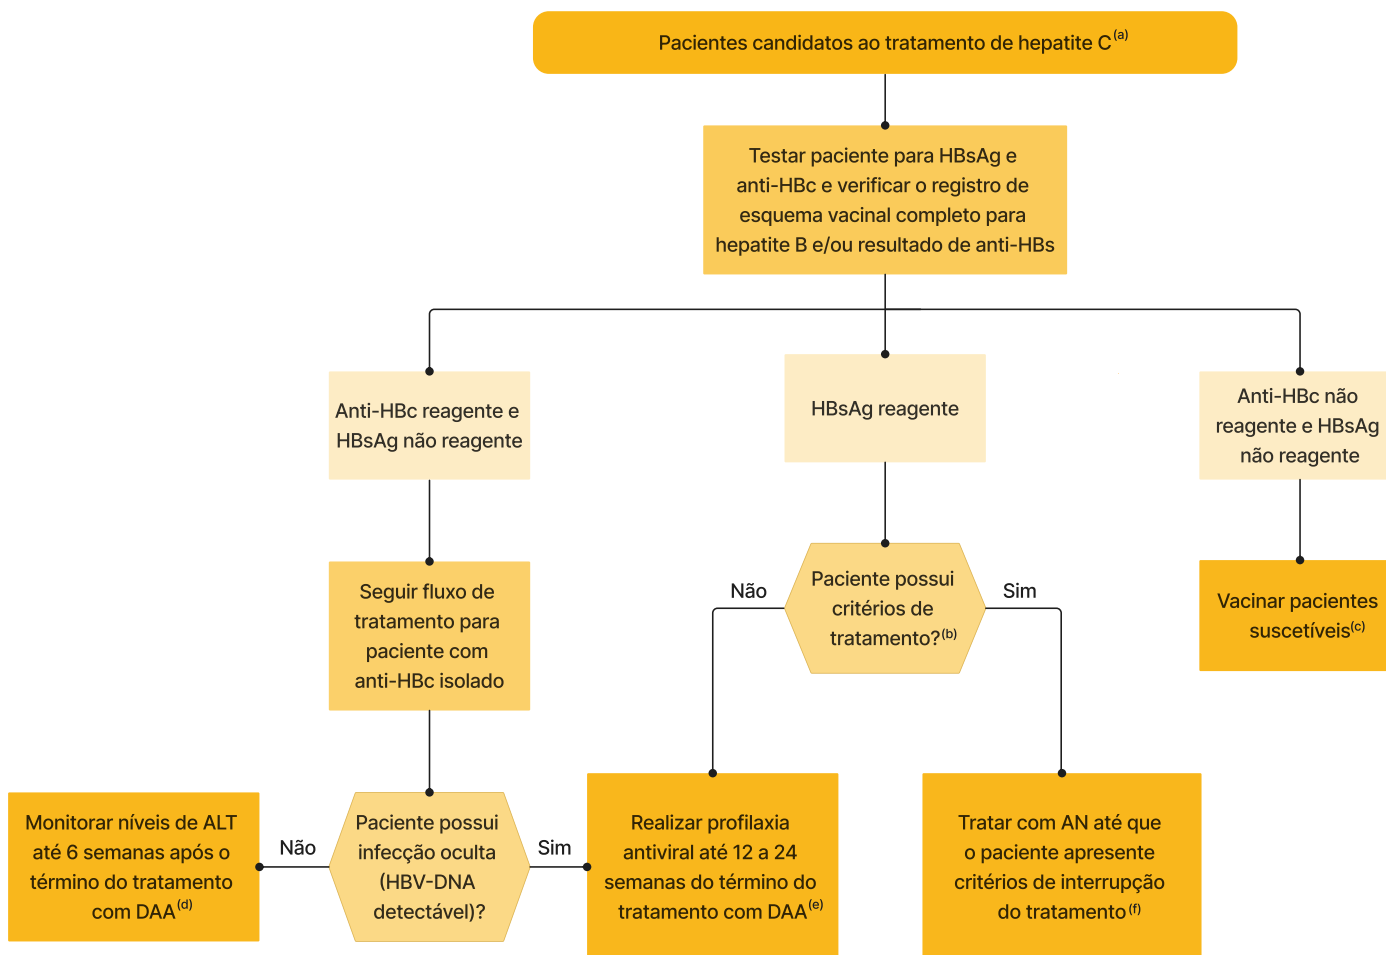 Pacientes candidatos ao tratamento de hepatite C(a)
Testar paciente para HBsAg e
anti-HBc e verificar o registro de
esquema vacinal completo para
hepatite B e/ou resultado de anti-HBs
Anti-HBc reagente e
HBsAg não reagente
HBsAg reagente
Anti-HBc não
reagente e HBsAg
não reagente
Seguir fluxo de
tratamento para
paciente com
anti-HBc isolado
Não
Paciente possui
critérios de
tratamento?(b)
Sim
Vacinar pacientes
suscetíveis(c)
Monitorar níveis de ALT
até 6 semanas após o
término do tratamento
com DAA(d)
Não
Paciente possui
infecção oculta
(HBV-DNA
detectável)?
Sim
Realizar profilaxia
antiviral até 12 a 24
semanas do término do
tratamento com DAA(e)
Tratar com AN até que
o paciente apresente
critérios de interrupção
do tratamento(f)